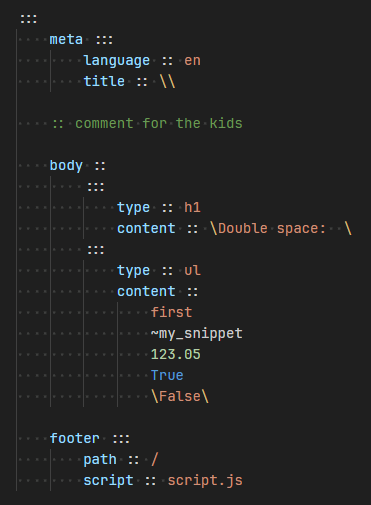 :::
meta :::
language :: en
title :: \\
:: comment for the kids
body ::
:::
type :: h1
content :: \Double space:  \
:::
type :: ul
content ::
first
~my_snippet
123.05
True
\False\
footer :::
path :: /
script :: script.js